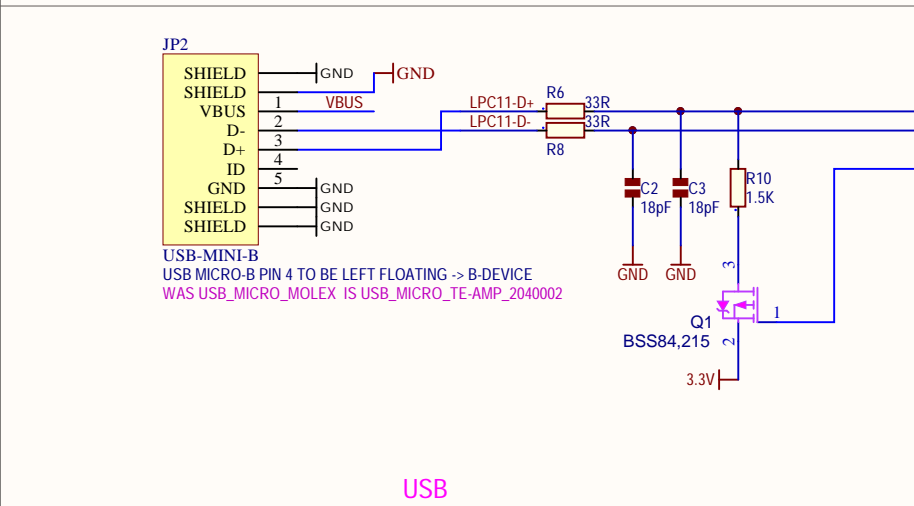 JP2
SHIELD
GND
SHIELD
GND
VBUS
1
VBUS
D-
2
D+
3
ID
4
GND
5
GND
SHIELD
GND
SHIELD
GND
USB-MINI-B
USB MICRO-B PIN 4 TO BE LEFT FLOATING -> B-DEVICE
WAS USB_MICRO_MOLEX IS USB_MICRO_TE-AMP_2040002
LPC11-D+
R6
33R
LPC11-D-
33R
R8
C2
18pF
C3
18pF
GND
GND
R10
1.5K
3
1
Q1
BSS84,215
2
3.3V
USB